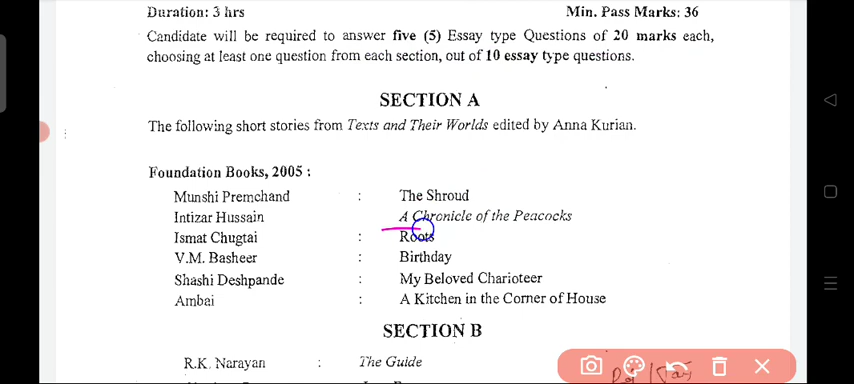 Duration: 3 hrs Min. Pass Marks: 36
Candidate will be required to answer five (5) Essay type Questions of 20 marks each,
choosing at least one question from each section, out of 10 essay type questions.
SECTION A
The following short stories from Texts and Their Worlds edited by Anna Kurian.
Foundation Books, 2005 :
Munshi Premchand : The Shroud
Intizar Hussain A Chronicle of the Peacocks
Ismat Chugtai : Roots
V.M. Basheer : Birthday
Shashi Deshpande : My Beloved Charioteer
Ambai : A Kitchen in the Corner of House
SECTION B
R.K. Narayan : The Guide